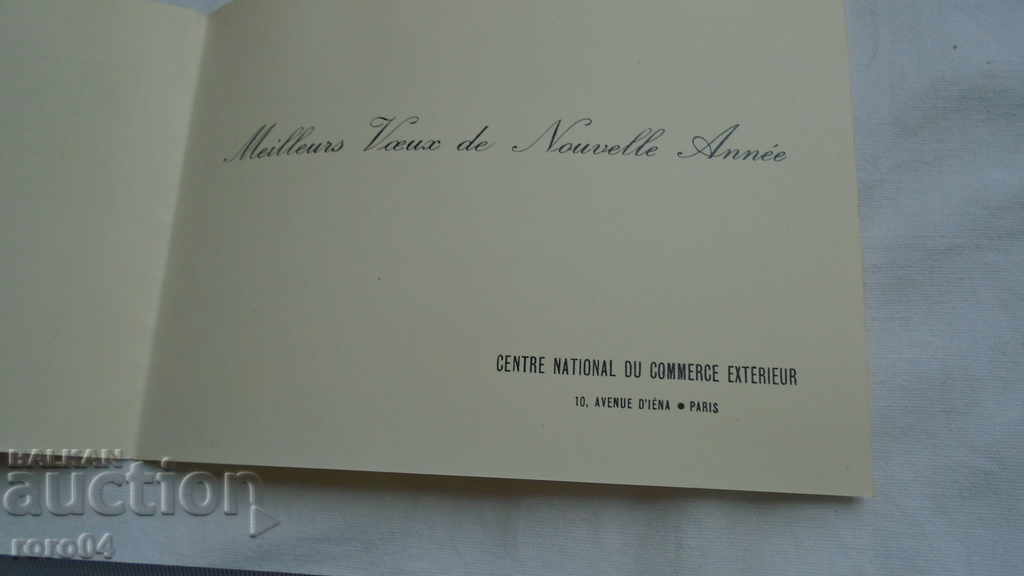 Meilleurs Vœux de Nouvelle Année
CENTRE NATIONAL DU COMMERCE EXTERIEUR
10, AVENUE D'IÉNA ● PARIS
BALKAN
auction
roro04